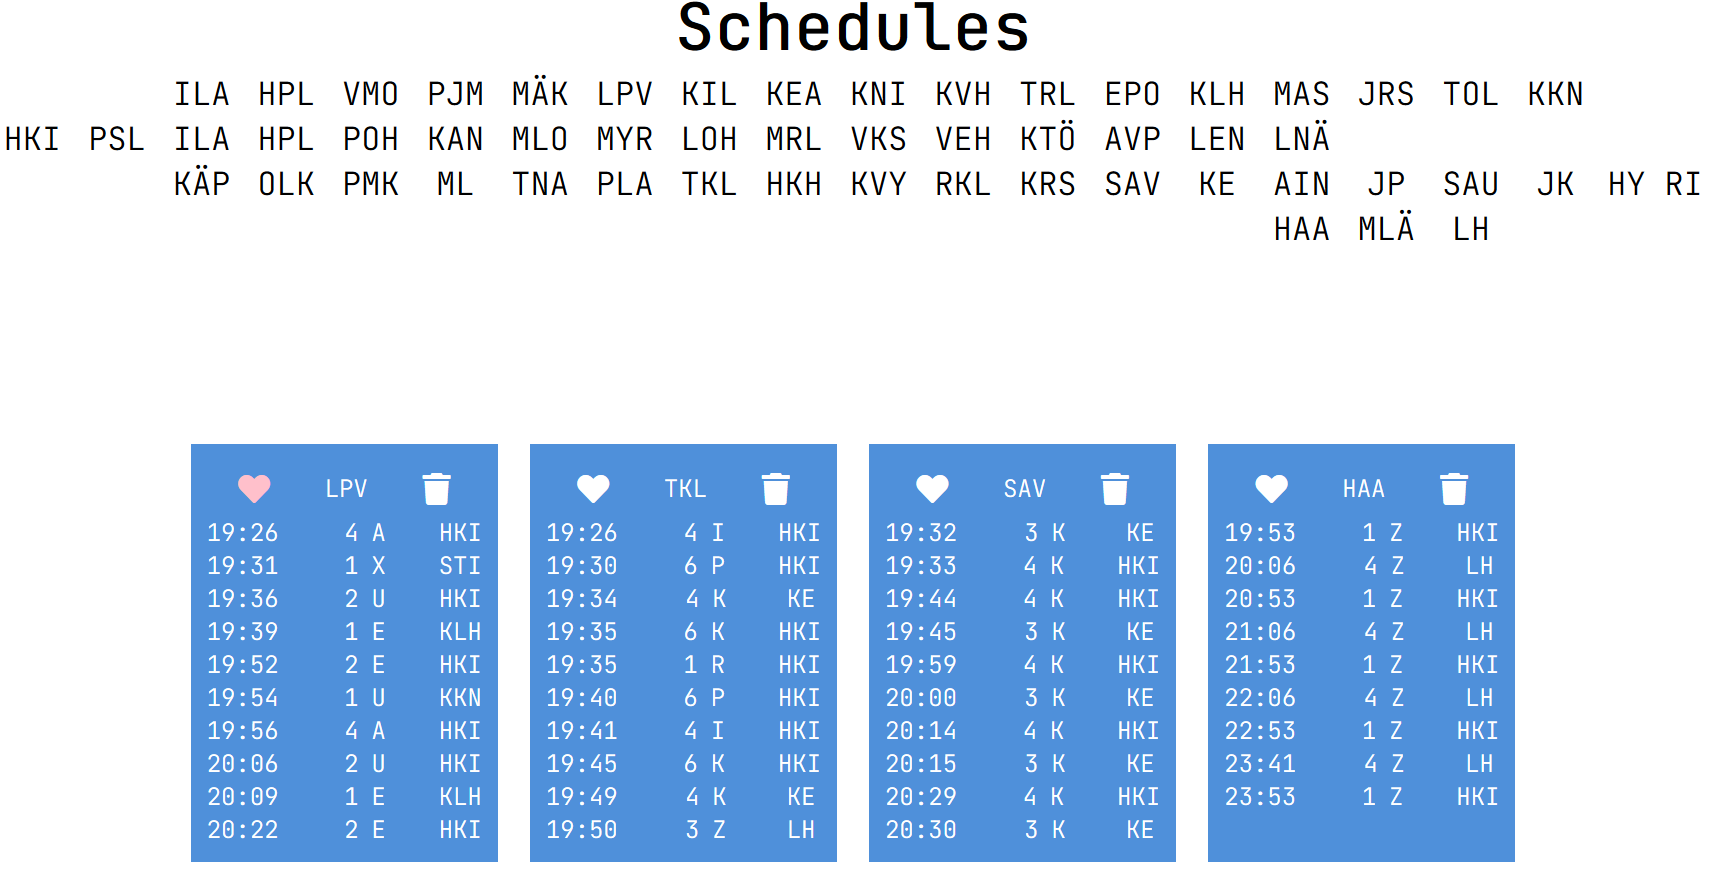 Schedules
ILA HPL VMO PJM MÄK LPV KIL KEA KNI KVH TRL EPO KLH MAS JRS TOL KKN
HKI PSL ILA HPL POH KAN MLO MYR LOH MRL VKS VEH KTÖ AVP LEN LNÄ
KÄP OLK PMK ML TNA PLA TKL HKH KVY RKL KRS SAV KE AIN JP SAU JK HY RI
HAA MLÄ LH
LPV
19:26 4 A HKI
19:31 1 X STI
19:36 2 U HKI
19:39 1 E KLH
19:52 2 E HKI
19:54 1 U KKN
19:56 4 A HKI
20:06 2 U HKI
20:09 1 E KLH
20:22 2 E HKI
TKL
19:26 4 I HKI
19:30 6 P HKI
19:34 4 K KE
19:35 6 K HKI
19:35 1 R HKI
19:40 6 P HKI
19:41 4 I HKI
19:45 6 K HKI
19:49 4 K KE
19:50 3 Z LH
SAV
19:32 3 K KE
19:33 4 K HKI
19:44 4 K HKI
19:45 3 K KE
19:59 4 K HKI
20:00 3 K KE
20:14 4 K HKI
20:15 3 K KE
20:29 4 K HKI
20:30 3 K KE
HAA
19:53 1 Z HKI
20:06 4 Z LH
20:53 1 Z HKI
21:06 4 Z LH
21:53 1 Z HKI
22:06 4 Z LH
22:53 1 Z HKI
23:41 4 Z LH
23:53 1 Z HKI